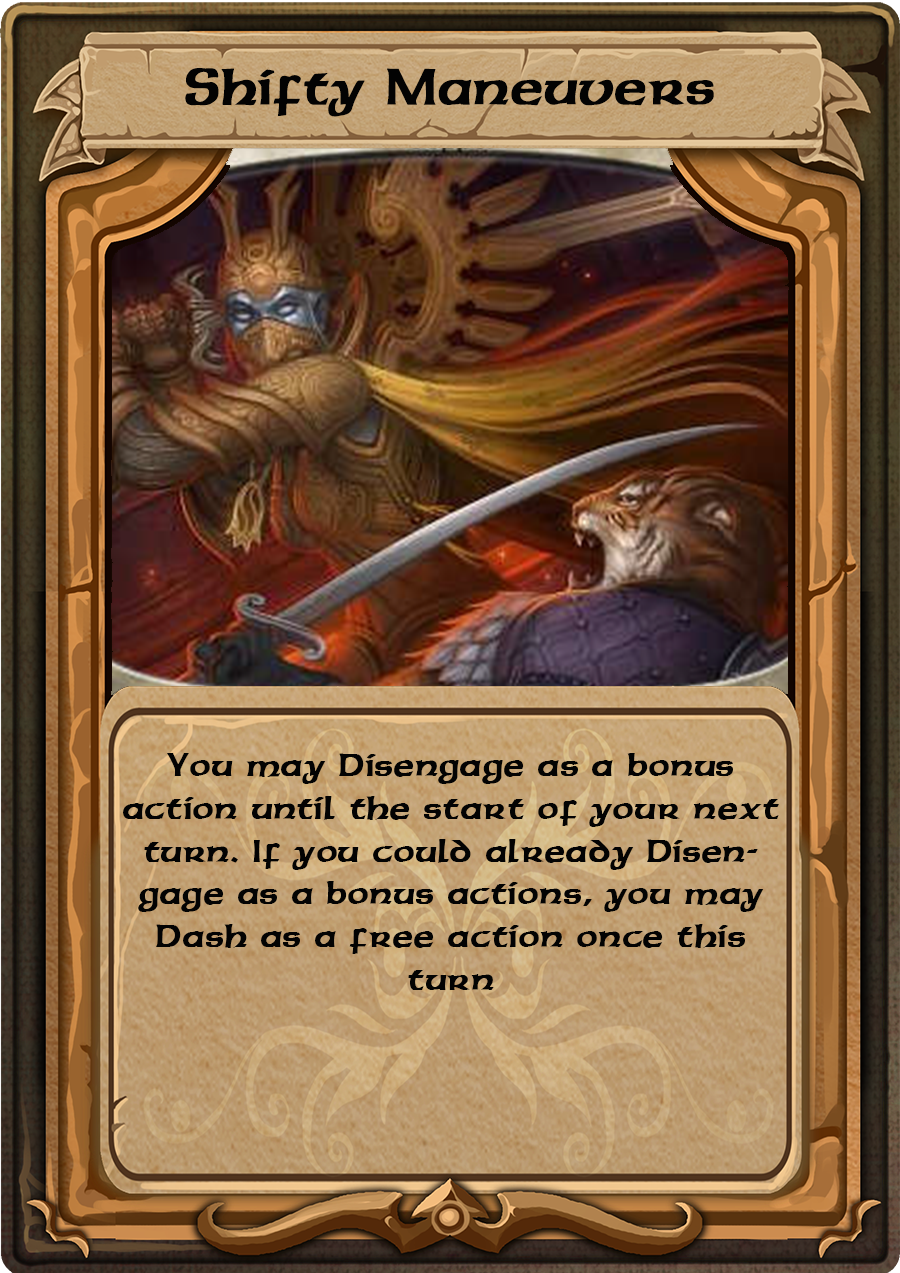 Shifty Maneuvers
You may Disengage as a bonus
action until the start of your next
turn. If you could already Disen-
gage as a bonus actions, you may
Dash as a free action once this
turn